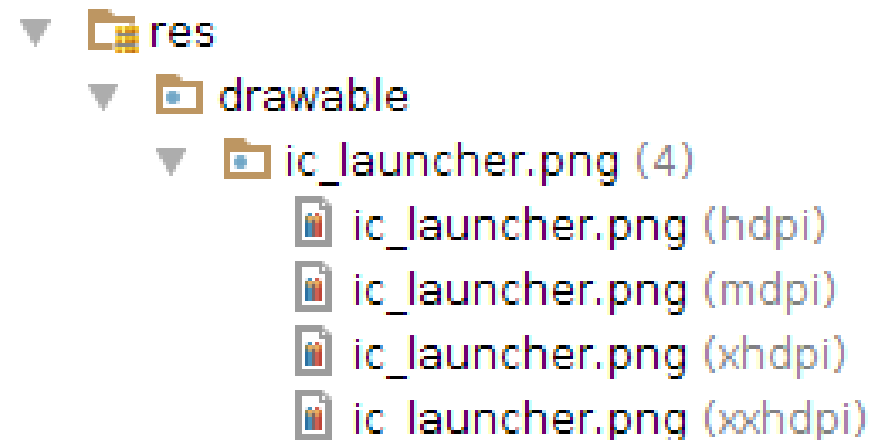 res
drawable
ic_launcher.png (4)
ic_launcher.png (hdpi)
ic_launcher.png (mdpi)
ic_launcher.png (xhdpi)
ic_launcher.png (xxhdpi)